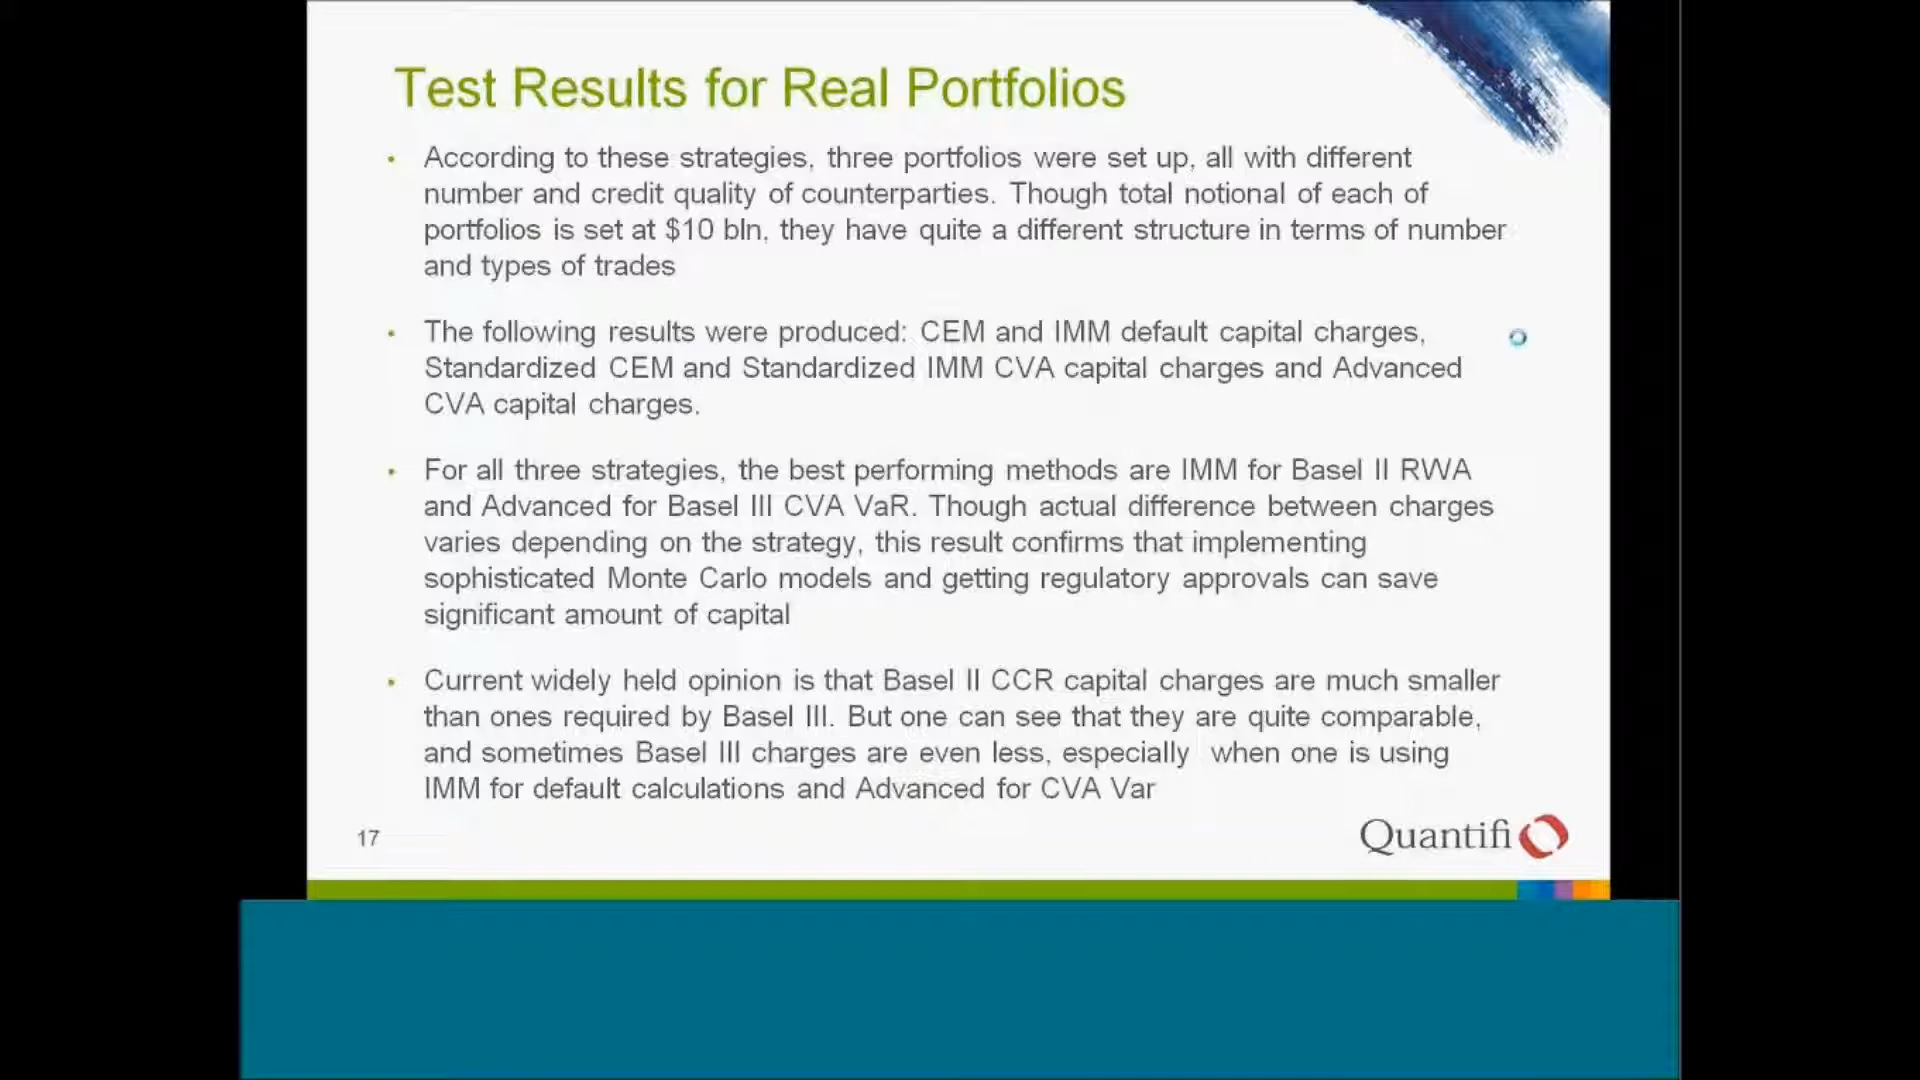 Test Results for Real Portfolios
• According to these strategies, three portfolios were set up, all with different
number and credit quality of counterparties. Though total notional of each of
portfolios is set at $10 bln, they have quite a different structure in terms of number
and types of trades
• The following results were produced: CEM and IMM default capital charges,
Standardized CEM and Standardized IMM CVA capital charges and Advanced
CVA capital charges.
• For all three strategies, the best performing methods are IMM for Basel II RWA
and Advanced for Basel III CVA VaR. Though actual difference between charges
varies depending on the strategy, this result confirms that implementing
sophisticated Monte Carlo models and getting regulatory approvals can save
significant amount of capital
• Current widely held opinion is that Basel II CCR capital charges are much smaller
than ones required by Basel III. But one can see that they are quite comparable,
and sometimes Basel III charges are even less, especially when one is using
IMM for default calculations and Advanced for CVA Var
17
Quantifi